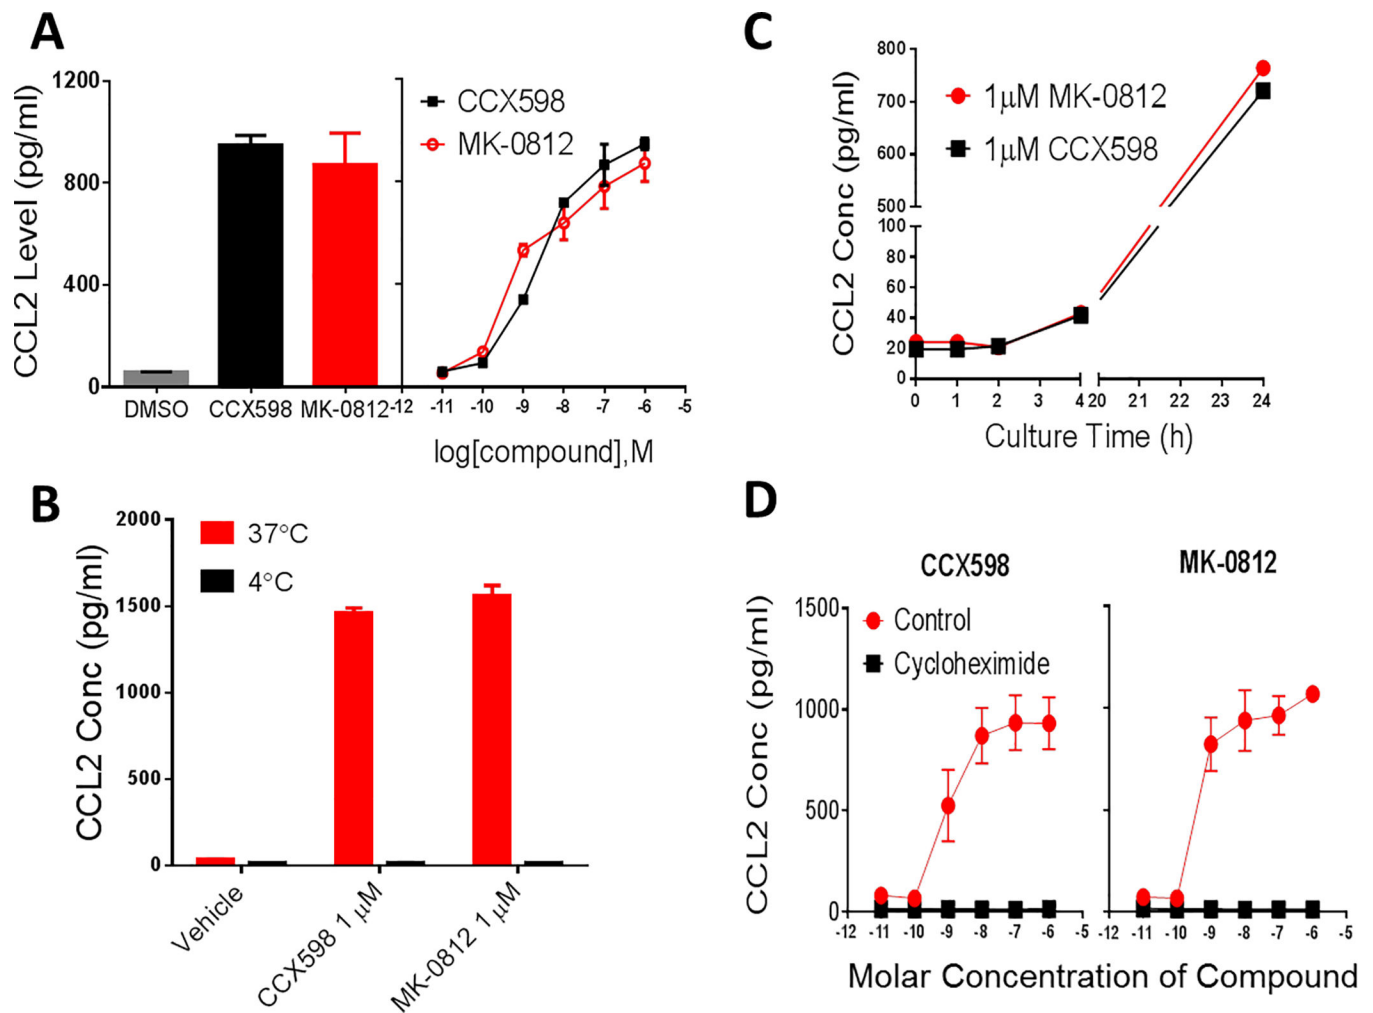 A
CCL2 Level (pg/ml)
1200
800
400
0
DMSO CCX598 MK-0812
CCX598
MK-0812
-12 -11 -10 -9 -8 -7 -6 -5
log[compound],M
B
CCL2 Conc (pg/ml)
2000
1500
1000
500
0
37°C
4°C
Vehicle
CCX598 1 μM
MK-0812 1 μM
C
CCL2 Conc (pg/ml)
800
700
600
500
100
80
60
40
20
0
1μM MK-0812
1μM CCX598
0 1 2 3 4 20 21 22 23 24
Culture Time (h)
D
CCX598
MK-0812
CCL2 Conc (pg/ml)
1500
1000
500
0
Control
Cycloheximide
-12 -11 -10 -9 -8 -7 -6 -5
-12 -11 -10 -9 -8 -7 -6 -5
Molar Concentration of Compound